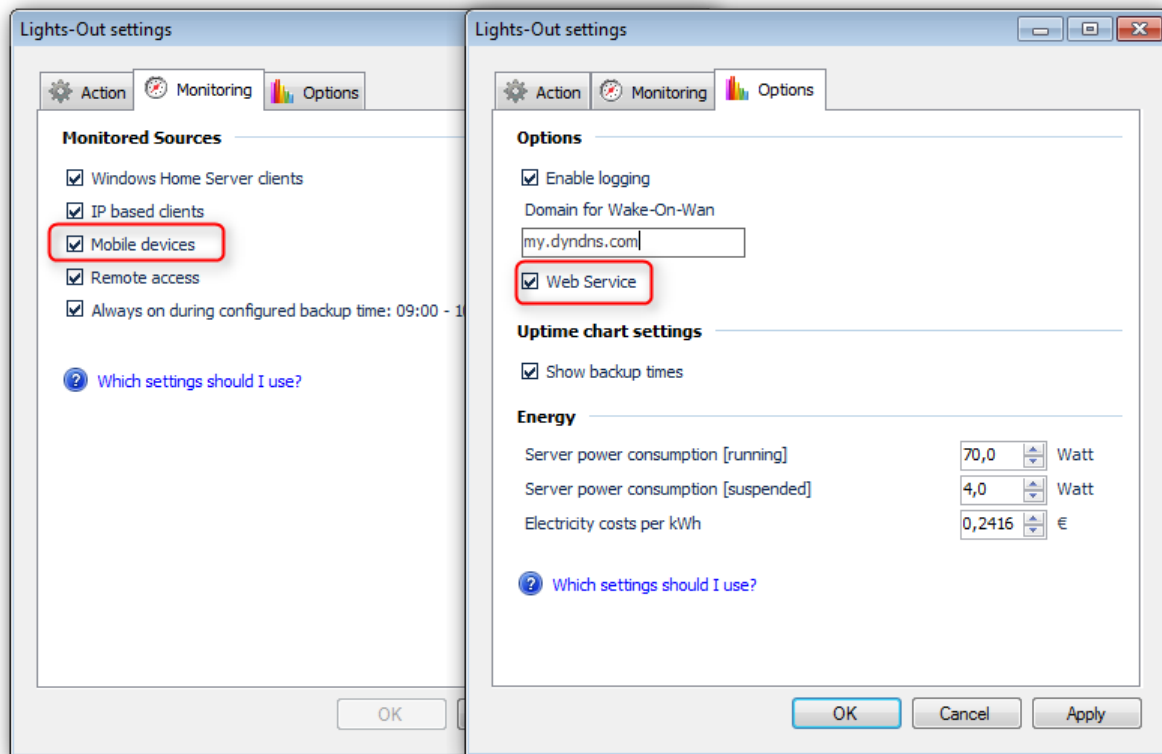 Lights-Out settings
Action
Monitoring
Options
Monitored Sources
Windows Home Server clients
IP based clients
Mobile devices
Remote access
Always on during configured backup time: 09:00 -
Which settings should I use?
OK
Lights-Out settings
Action
Monitoring
Options
Options
Enable logging
Domain for Wake-On-Wan
my.dyndns.com
Web Service
Uptime chart settings
Show backup times
Energy
Server power consumption [running] 70,0 Watt
Server power consumption [suspended] 4,0 Watt
Electricity costs per kWh 0,2416 €
Which settings should I use?
OK
Cancel
Apply